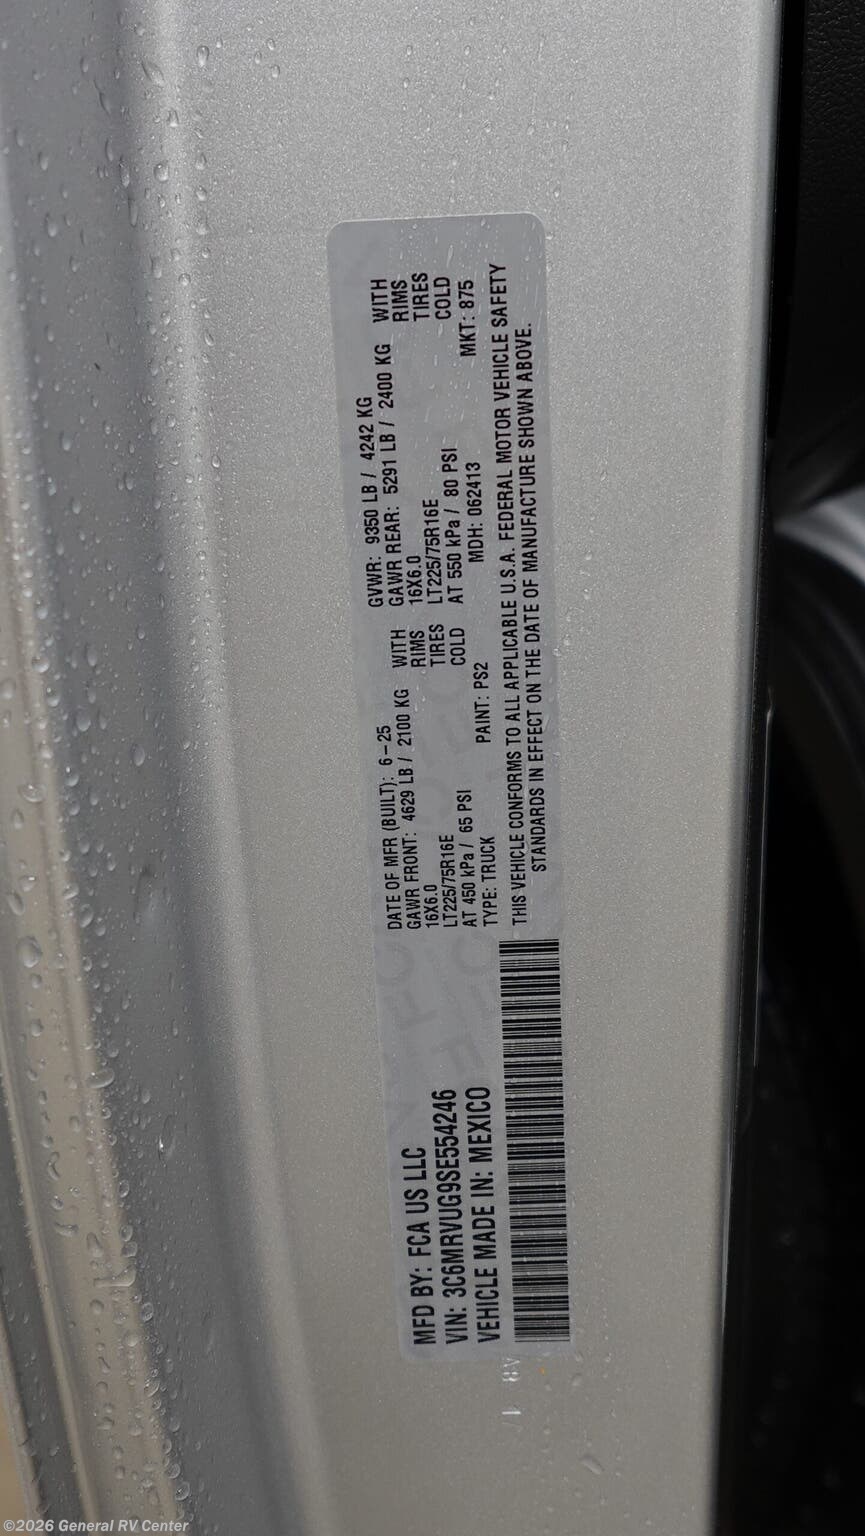 MFD BY: FCA US LLC
VIN: 3C6MRVUG9SE554246
VEHICLE MADE IN: MEXICO
DATE OF MFR (BUILT): 6-25
GVWR: 9350 LB / 4242 KG
GAWR FRONT: 4629 LB / 2100 KG WITH
GAWR REAR: 5291 LB / 2400 KG WITH
16X6.0 RIMS
16X6.0 RIMS
LT225/75R16E TIRES
LT225/75R16E TIRES
AT 450 kPa / 65 PSI COLD
AT 550 kPa / 80 PSI COLD
TYPE: TRUCK PAINT: PS2 MDH: 062413 MKT: 875
THIS VEHICLE CONFORMS TO ALL APPLICABLE U.S.A. FEDERAL MOTOR VEHICLE SAFETY
STANDARDS IN EFFECT ON THE DATE OF MANUFACTURE SHOWN ABOVE.
©2026 General RV Center